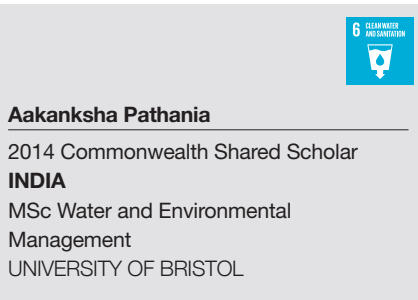 6 CLEAN WATER
AND SANITATION
Aakanksha Pathania
2014 Commonwealth Shared Scholar
INDIA
MSc Water and Environmental
Management
UNIVERSITY OF BRISTOL